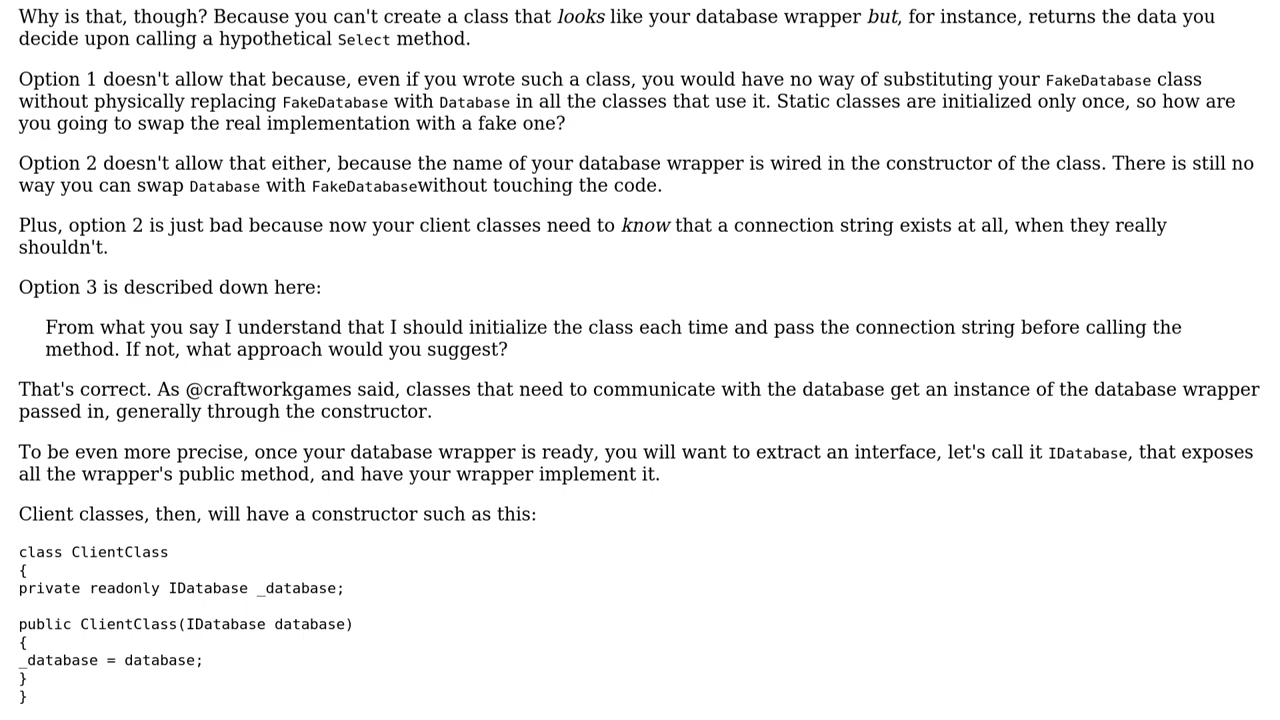 Why is that, though? Because you can't create a class that looks like your database wrapper but, for instance, returns the data you
decide upon calling a hypothetical Select method.
Option 1 doesn't allow that because, even if you wrote such a class, you would have no way of substituting your FakeDatabase class
without physically replacing FakeDatabase with Database in all the classes that use it. Static classes are initialized only once, so how are
you going to swap the real implementation with a fake one?
Option 2 doesn't allow that either, because the name of your database wrapper is wired in the constructor of the class. There is still no
way you can swap Database with FakeDatabasewithout touching the code.
Plus, option 2 is just bad because now your client classes need to know that a connection string exists at all, when they really
shouldn't.
Option 3 is described down here:
From what you say I understand that I should initialize the class each time and pass the connection string before calling the
method. If not, what approach would you suggest?
That's correct. As @craftworkgames said, classes that need to communicate with the database get an instance of the database wrapper
passed in, generally through the constructor.
To be even more precise, once your database wrapper is ready, you will want to extract an interface, let's call it IDatabase, that exposes
all the wrapper's public method, and have your wrapper implement it.
Client classes, then, will have a constructor such as this:
class ClientClass
{
private readonly IDatabase _database;
public ClientClass(IDatabase database)
{
_database = database;
}
}